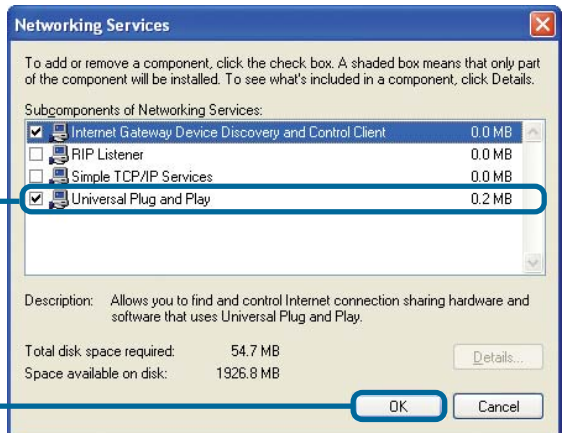 Networking Services
To add or remove a component, click the check box. A shaded box means that only part
of the component will be installed. To see what's included in a component, click Details.
Subcomponents of Networking Services:
Internet Gateway Device Discovery and Control Client 0.0 MB
RIP Listener 0.0 MB
Simple TCP/IP Services 0.0 MB
Universal Plug and Play 0.2 MB
Description: Allows you to find and control Internet connection sharing hardware and
software that uses Universal Plug and Play.
Total disk space required: 54.7 MB
Space available on disk: 1926.8 MB
Details...
OK Cancel